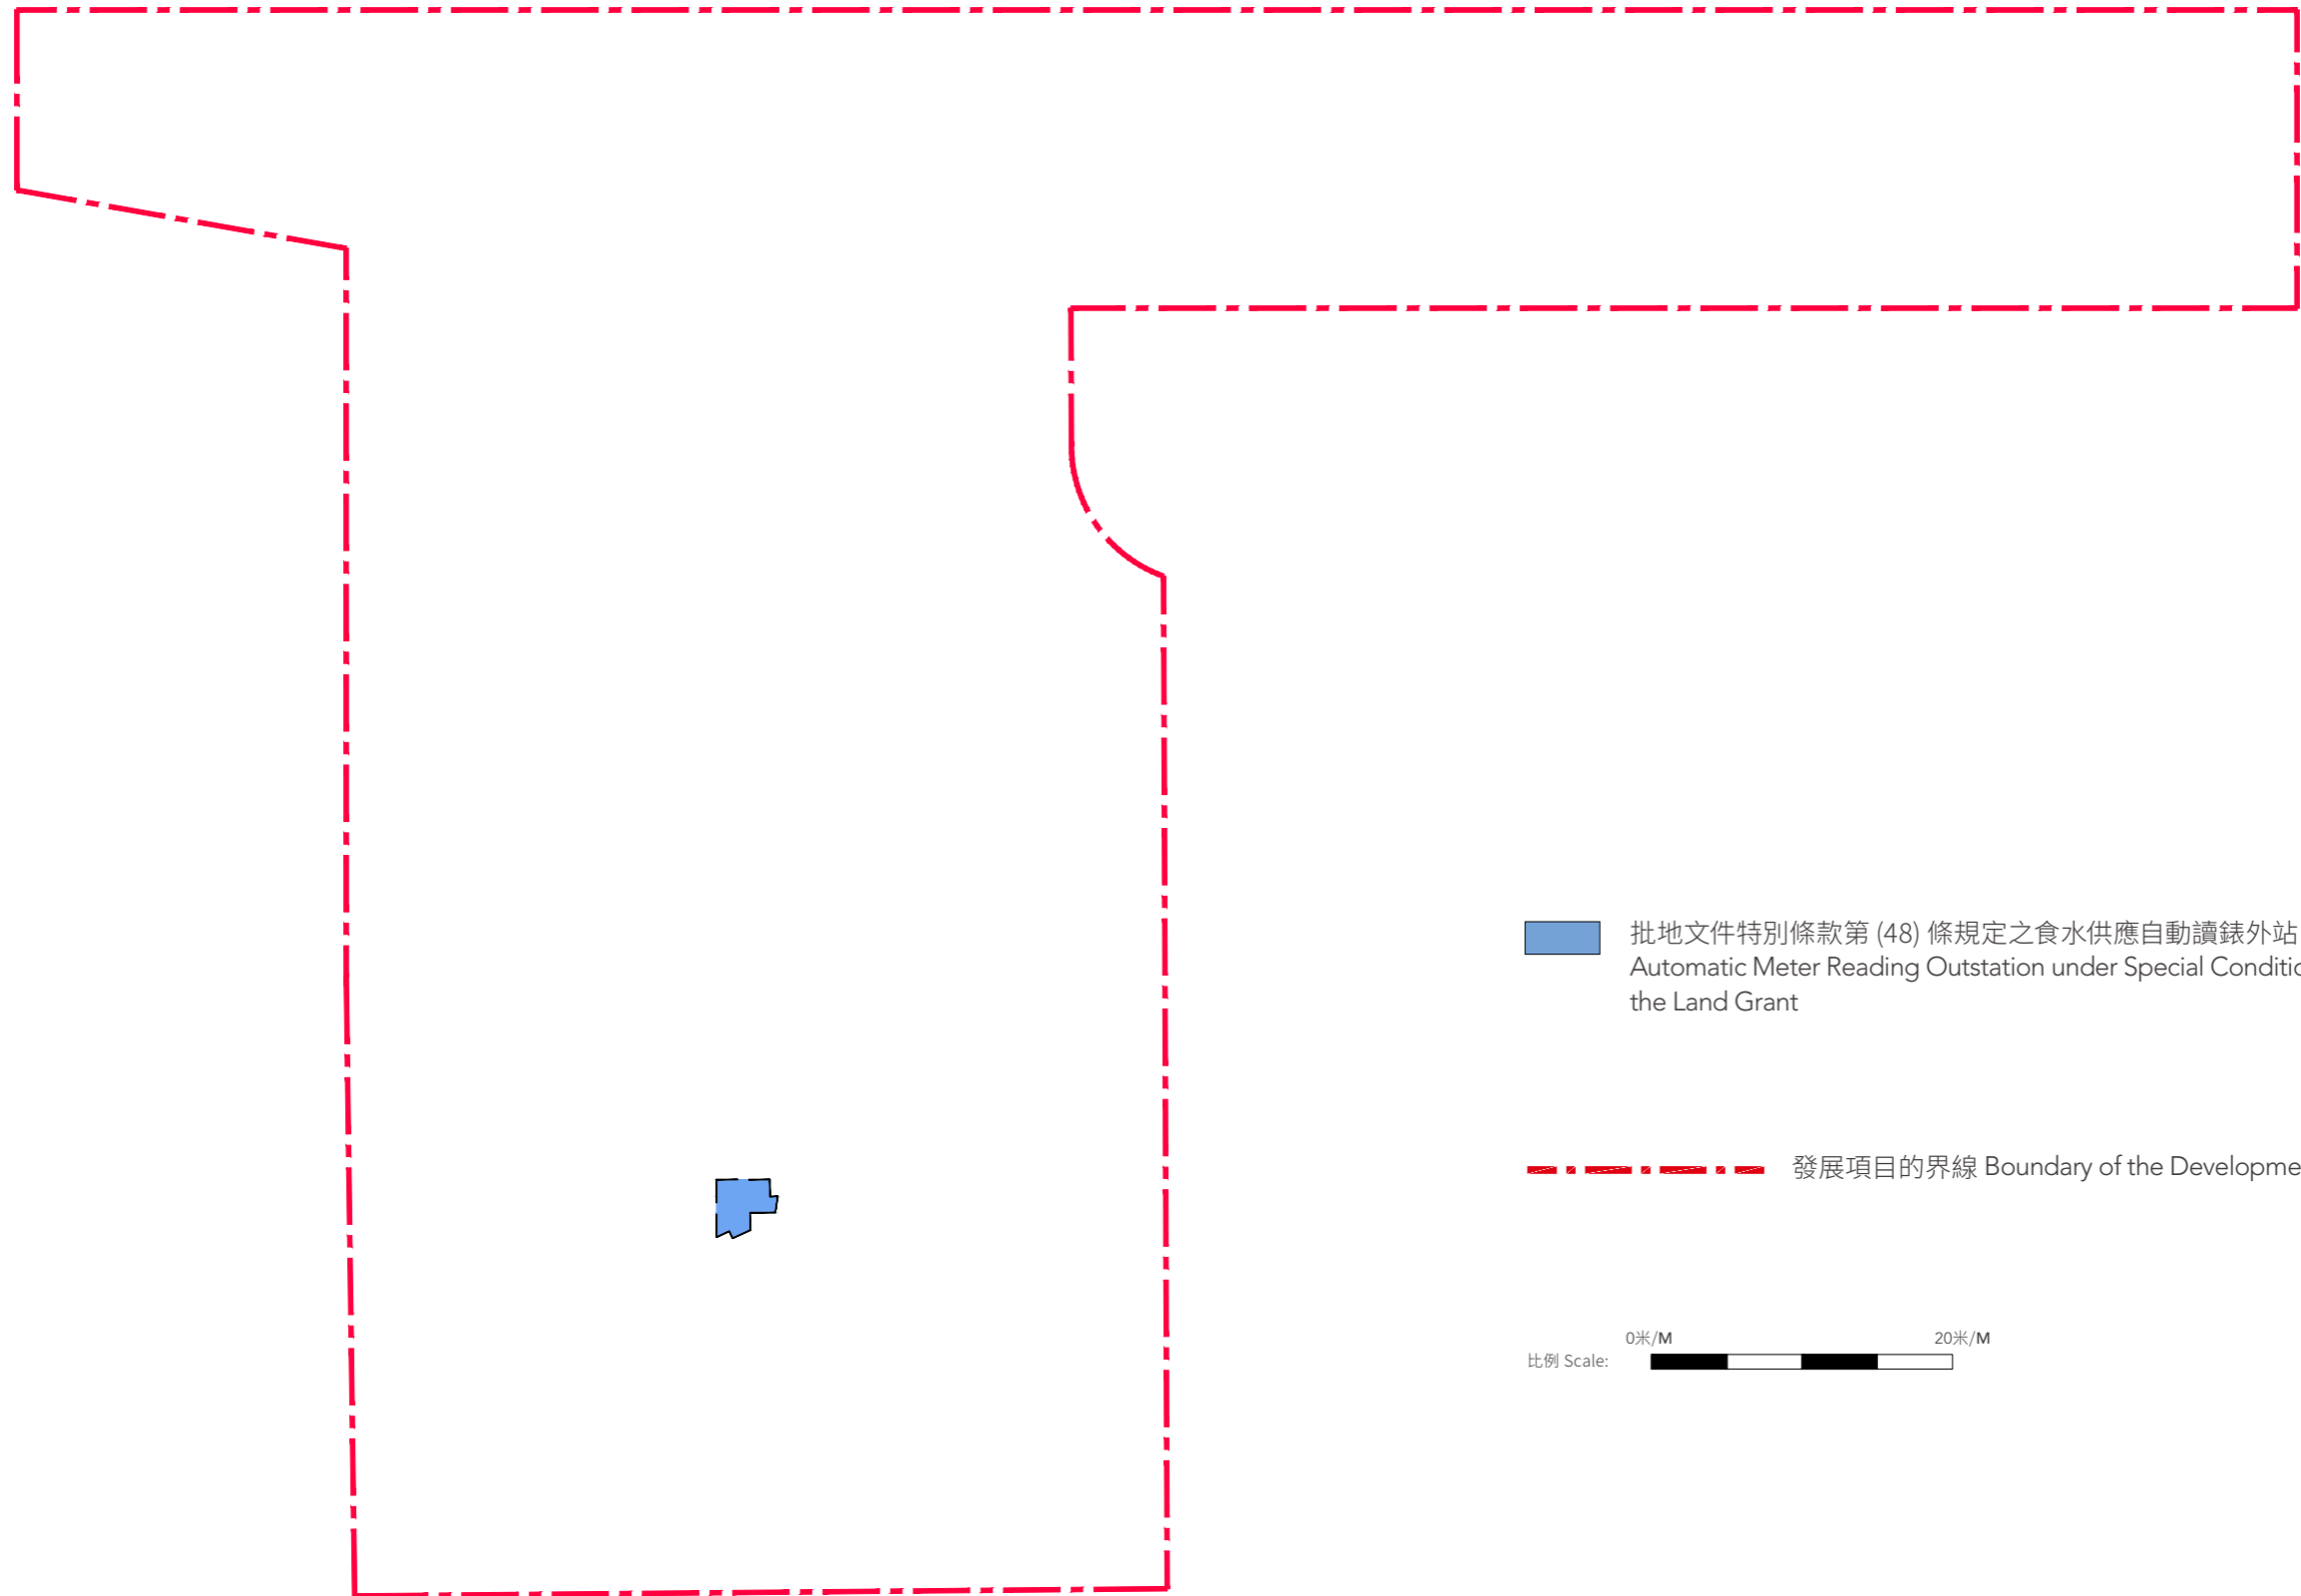 批地文件特別條款第 (48) 條規定之食水供應自動讀錶外站
Automatic Meter Reading Outstation under Special
the Land Grant
發展項目的界線 Boundary of the
0米/M 20米/M
比例 Scale: